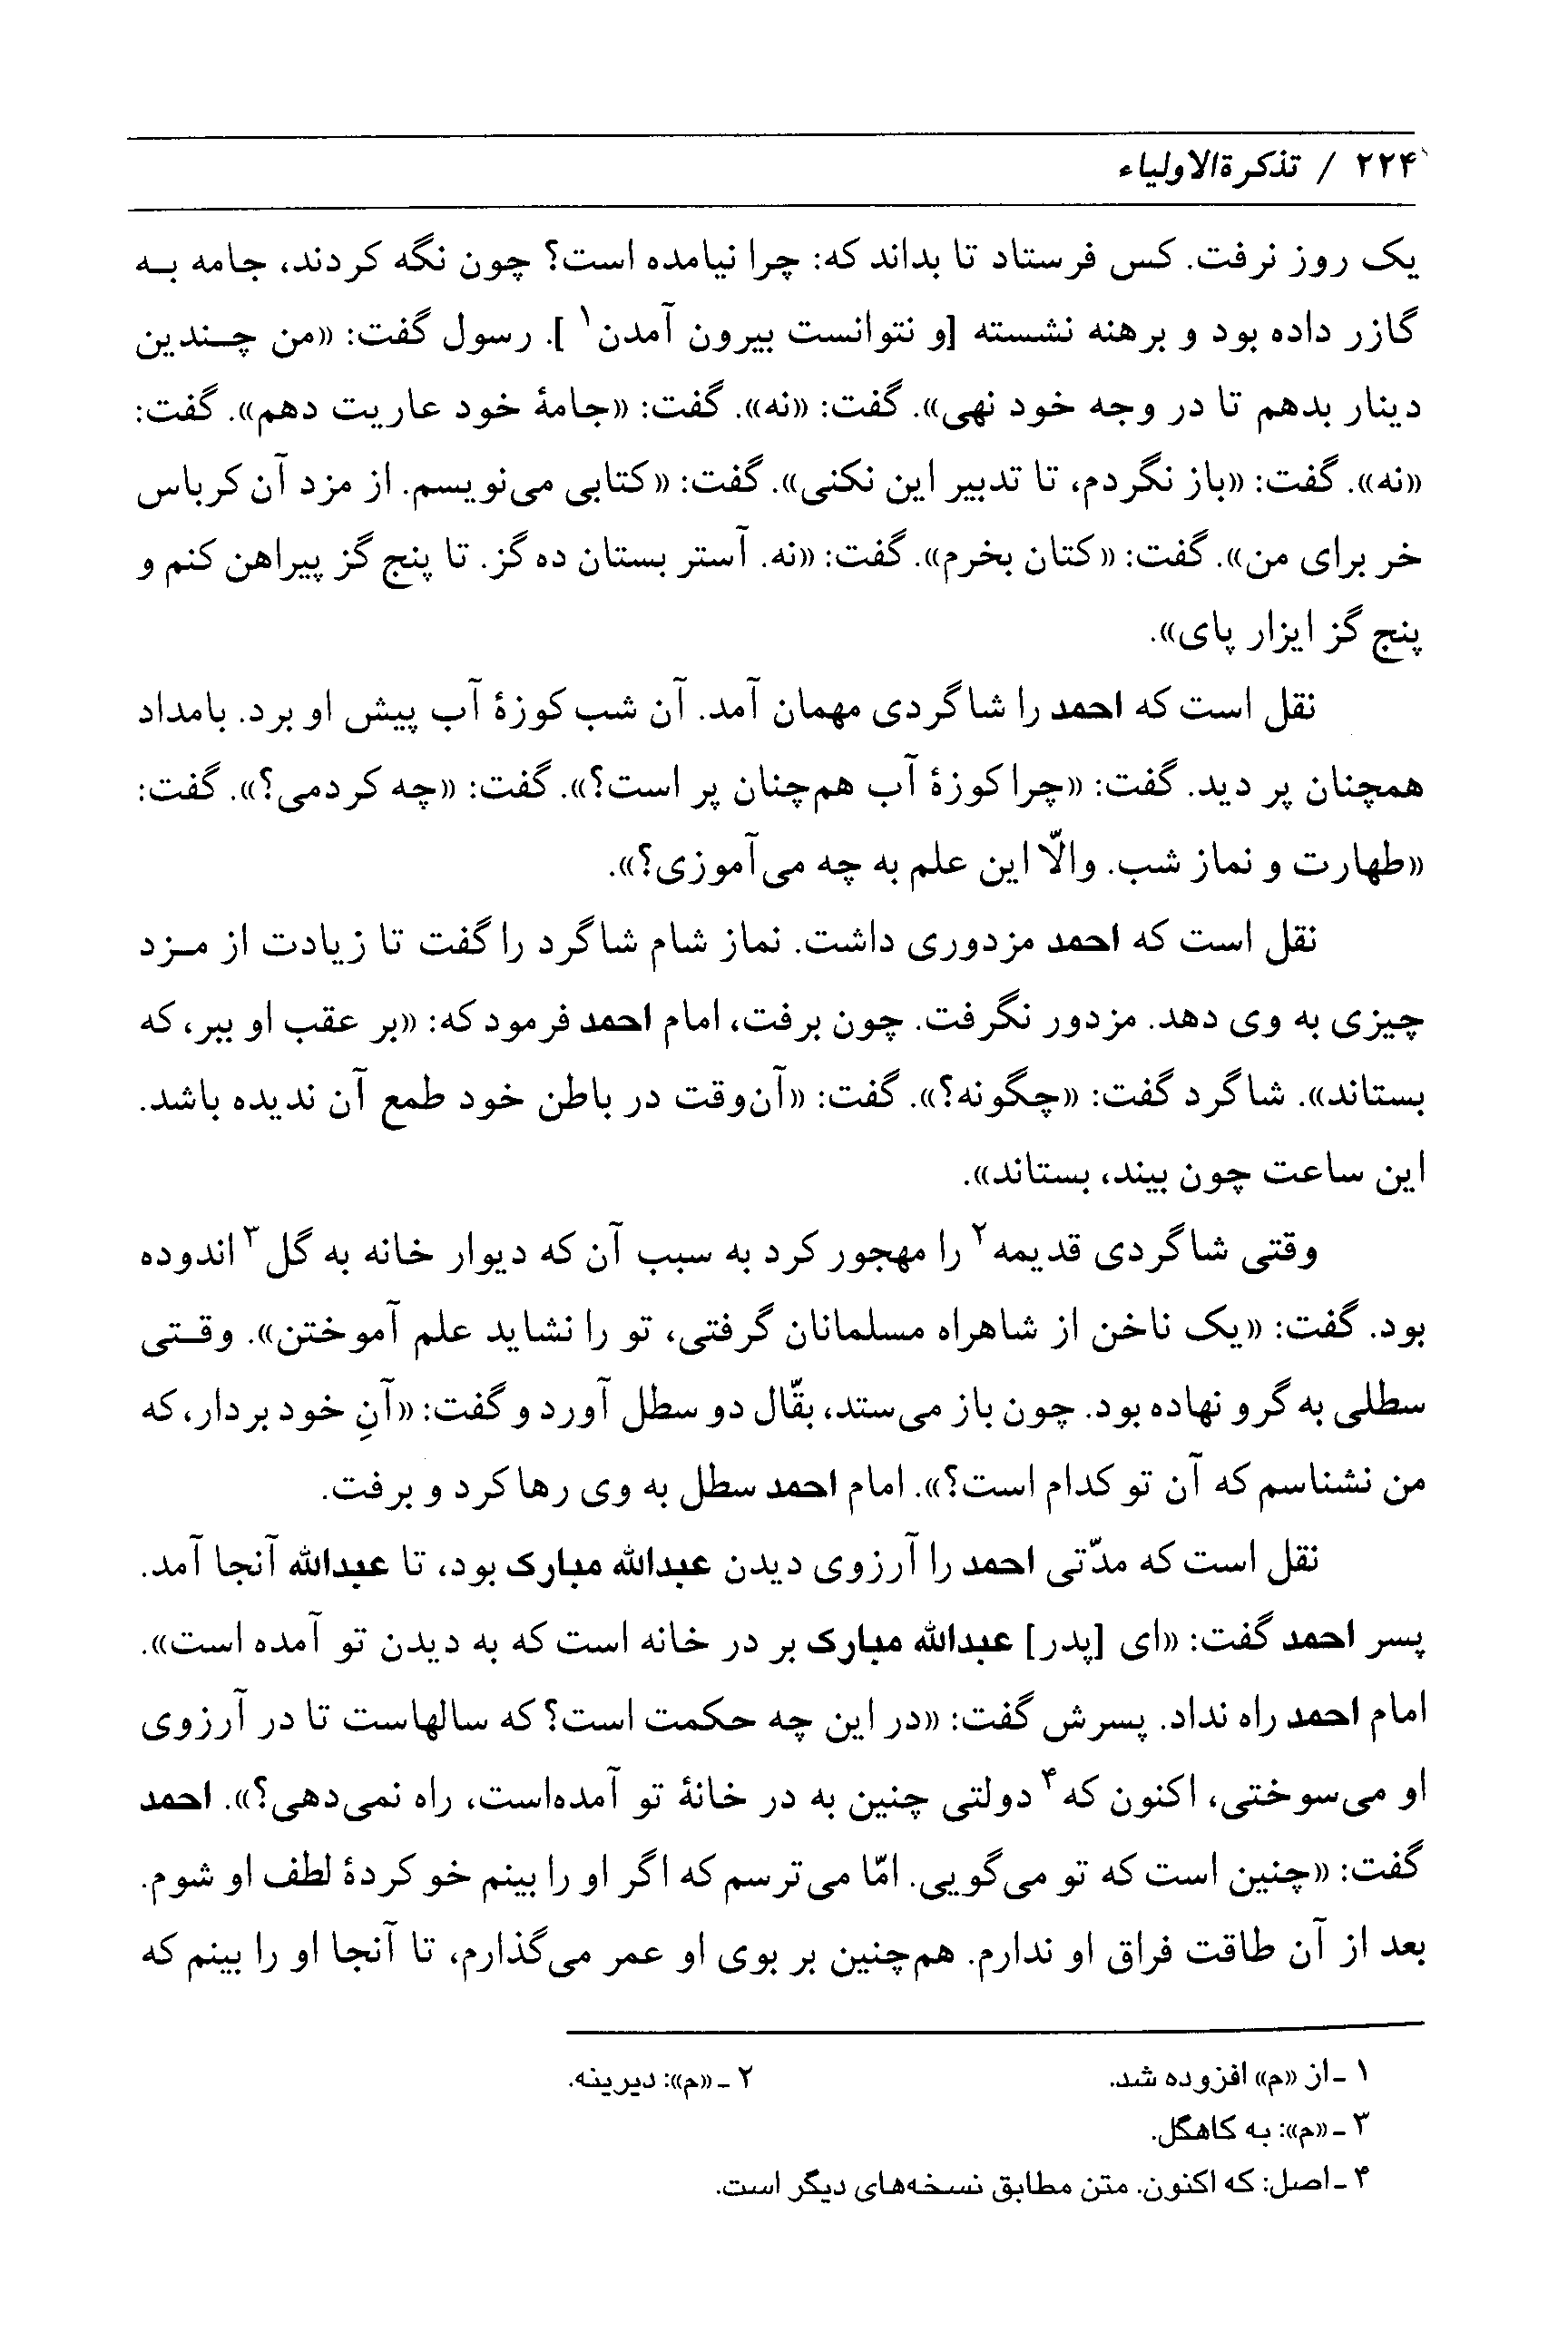 ۲۲۴ / تذکرةالاولیاء
یک روز نرفت. کس فرستاد تا بداند که: چرا نیامده است؟ چون نگه کردند، جامه به
گازر داده بود و برهنه نشسته [و نتوانست بیرون آمدن۱ ]. رسول گفت: «من چندین
دینار بدهم تا در وجه خود نهی». گفت: «نه». گفت: «جامهٔ خود عاریت دهم». گفت:
«نه». گفت: «باز نگردم، تا تدبیر این نکنی». گفت: «کتابی می‌نویسم. از مزد آن کرباس
خر برای من». گفت: «کتان بخرم». گفت: «نه. آستر بستان ده گز. تا پنج گز پیراهن کنم و
پنج گز ایزار پای».
نقل است که احمد را شاگردی مهمان آمد. آن شب کوزهٔ آب پیش او برد. بامداد
همچنان پر دید. گفت: «چرا کوزهٔ آب هم‌چنان پر است؟». گفت: «چه کردمی؟». گفت:
«طهارت و نماز شب. والّا این علم به چه می‌آموزی؟».
نقل است که احمد مزدوری داشت. نماز شام شاگرد را گفت تا زیادت از مزد
چیزی به وی دهد. مزدور نگرفت. چون برفت، امام احمد فرمود که: «بر عقب او ببر، که
بستاند». شاگرد گفت: «چگونه؟». گفت: «آن‌وقت در باطن خود طمع آن ندیده باشد.
این ساعت چون بیند، بستاند».
وقتی شاگردی قدیمه۲ را مهجور کرد به سبب آن که دیوار خانه به گل۳ اندوده
بود. گفت: «یک ناخن از شاهراه مسلمانان گرفتی، تو را نشاید علم آموختن». وقتی
سطلی به گرو نهاده بود. چون باز می‌ستد، بقّال دو سطل آورد و گفت: «آنِ خود بردار، که
من نشناسم که آن تو کدام است؟». امام احمد سطل به وی رها کرد و برفت.
نقل است که مدّتی احمد را آرزوی دیدن عبدالله مبارک بود، تا عبدالله آنجا آمد.
پسر احمد گفت: «ای [پدر] عبدالله مبارک بر در خانه است که به دیدن تو آمده است».
امام احمد راه نداد. پسرش گفت: «در این چه حکمت است؟ که سالهاست تا در آرزوی
او می‌سوختی، اکنون که۴ دولتی چنین به در خانهٔ تو آمده‌است، راه نمی‌دهی؟». احمد
گفت: «چنین است که تو می‌گویی. امّا می‌ترسم که اگر او را بینم خو کردهٔ لطف او شوم.
بعد از آن طاقت فراق او ندارم. هم‌چنین بر بوی او عمر می‌گذارم، تا آنجا او را بینم که
۱ - از «م» افزوده شد. ۲ - «م»: دیرینه.
۳ - «م»: به کاهگل.
۴ - اصل: که اکنون. متن مطابق نسخه‌های دیگر است.